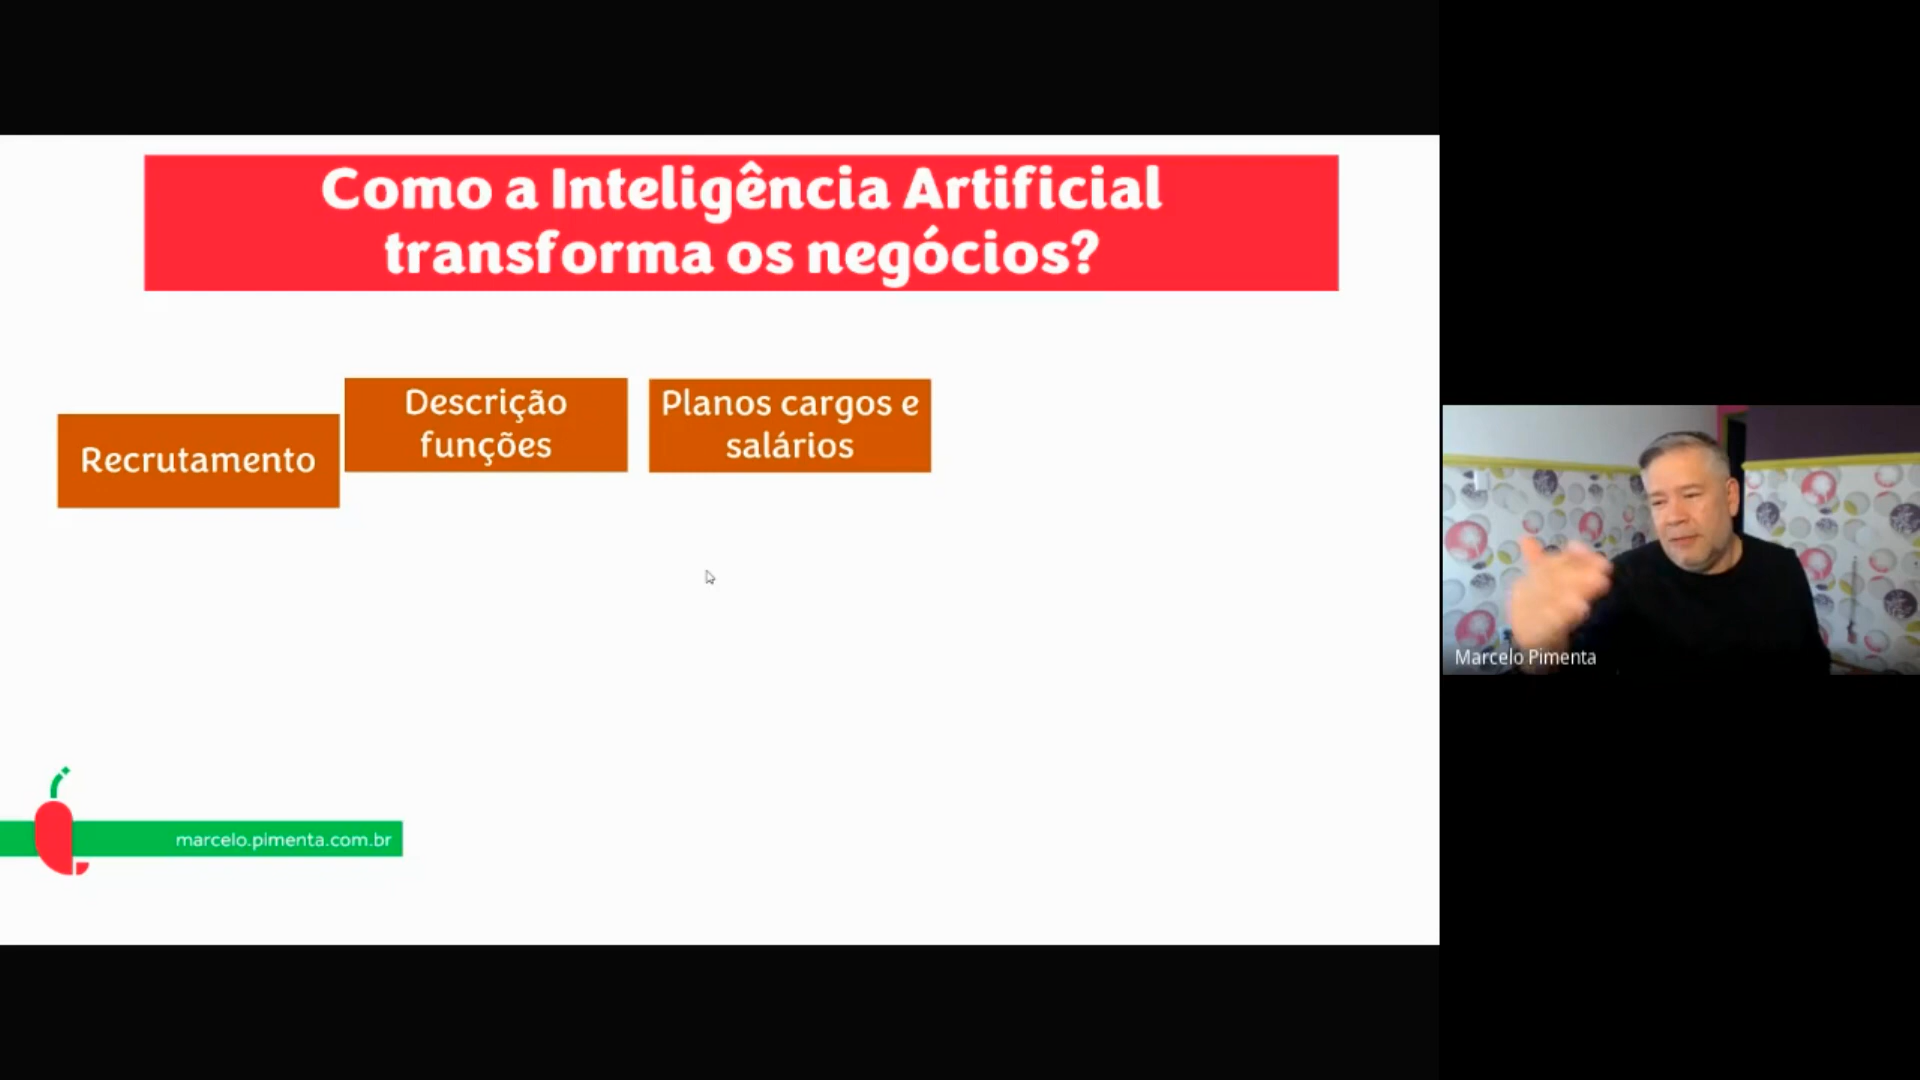 Como a Inteligência Artificial
transforma os negócios?
Recrutamento
Descrição
funções
Planos cargos e
salários
Marcelo Pimenta
marcelo.pimenta.com.br